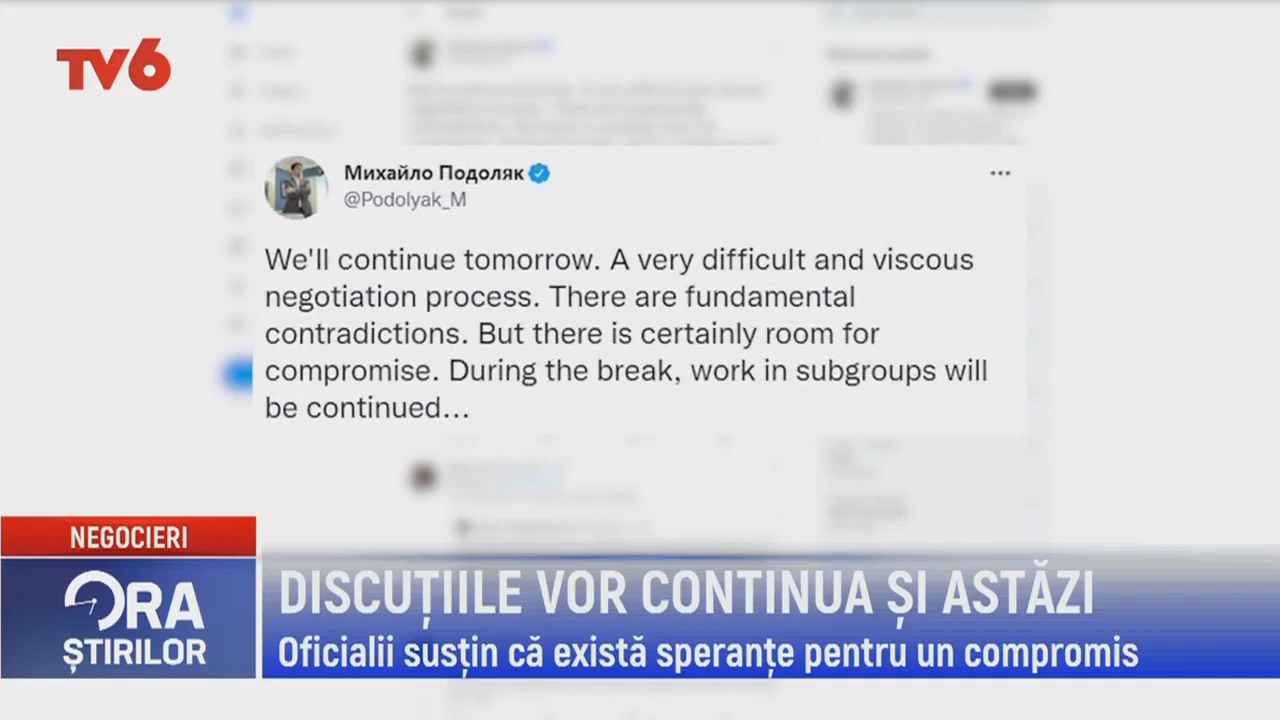 TV6
Михайло Подоляк
@Podolyak_M
We'll continue tomorrow. A very difficult and viscous
negotiation process. There are fundamental
contradictions. But there is certainly room for
compromise. During the break, work in subgroups will
be continued...
NEGOCIERI
ORA
ȘTIRILOR
DISCUȚIILE VOR CONTINUA ȘI ASTĂZI
Oficialii susțin că există speranțe pentru un compromis